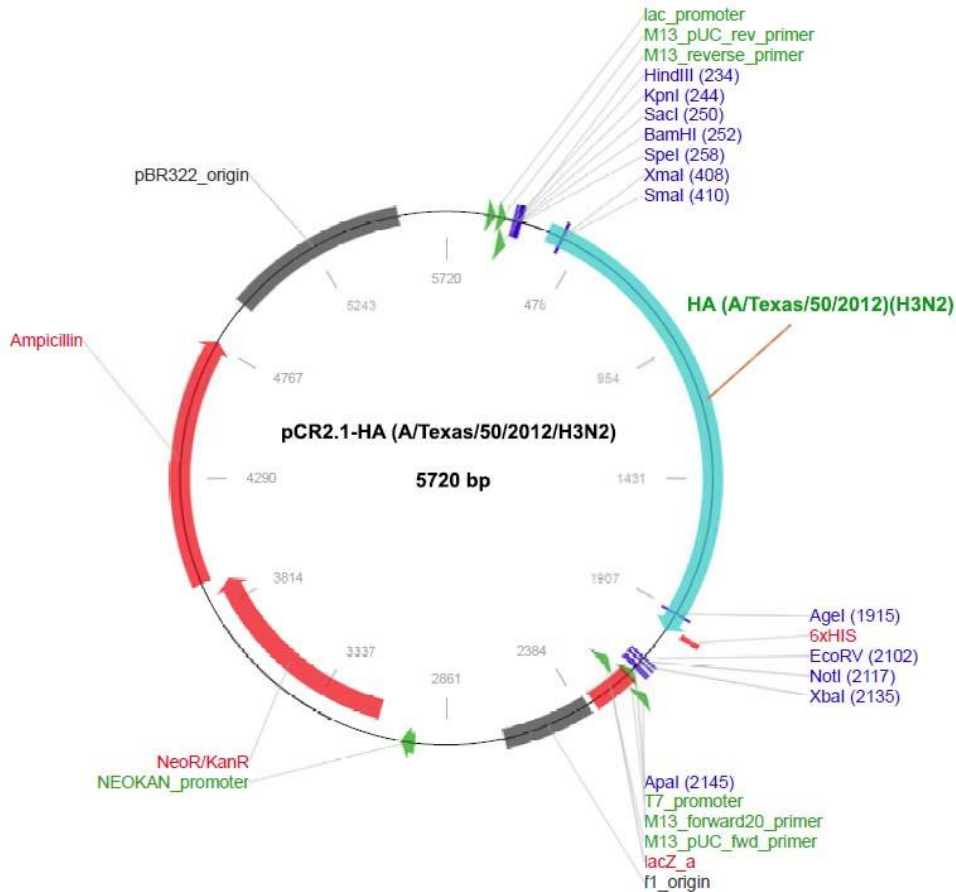 lac_promoter
M13_pUC_rev_primer
M13_reverse_primer
HindIII (234)
KpnI (244)
SacI (250)
BamHI (252)
SpeI (258)
XmaI (408)
SmaI (410)
pBR322_origin
5720
5243
478
HA (A/Texas/50/2012)(H3N2)
Ampicillin
4767
954
pCR2.1-HA (A/Texas/50/2012/H3N2)
5720 bp
4290
1431
3814
1907
AgeI (1915)
6xHIS
EcoRV (2102)
NotI (2117)
XbaI (2135)
3337
2384
2861
NeoR/KanR
NEOKAN_promoter
ApaI (2145)
T7_promoter
M13_forward20_primer
M13_pUC_fwd_primer
lacZ_a
f1_origin